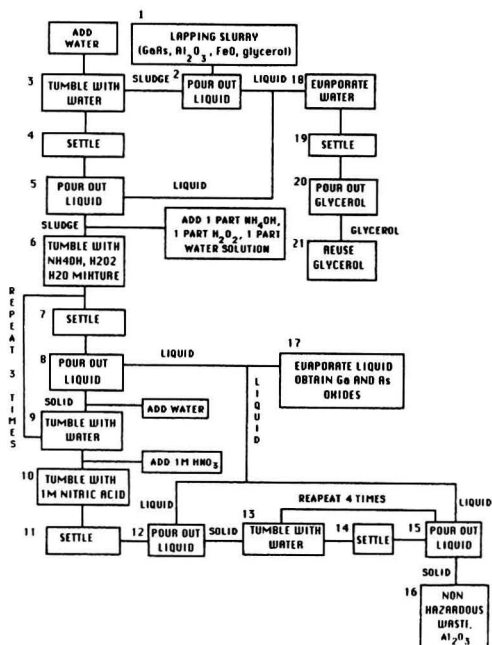 1
LAPPING SLURRY
(GaAs, Al2O3, FeO, glycerol)
ADD
WATER
3
TUMBLE WITH
WATER
SLUDGE
2
POUR OUT
LIQUID
LIQUID
18
EVAPORATE
WATER
4
SETTLE
19
SETTLE
5
POUR OUT
LIQUID
LIQUID
20
POUR OUT
GLYCEROL
SLUDGE
ADD 1 PART NH4OH,
1 PART H2O2, 1 PART
WATER SOLUTION
GLYCEROL
21
REUSE
GLYCEROL
6
TUMBLE WITH
NH4OH, H2O2
H2O MIXTURE
REPEAT 3 TIMES
7
SETTLE
8
POUR OUT
LIQUID
LIQUID
17
EVAPORATE LIQUID
OBTAIN Ga AND As
OXIDES
LIQUID
SOLID
ADD WATER
9
TUMBLE WITH
WATER
ADD 1M HNO3
10
TUMBLE WITH
1M NITRIC ACID
REAPEAT 4 TIMES
LIQUID
LIQUID
11
SETTLE
12
POUR OUT
LIQUID
SOLID
13
TUMBLE WITH
WATER
14
SETTLE
15
POUR OUT
LIQUID
SOLID
16
NON
HAZARDOUS
WASTI,
Al2O3